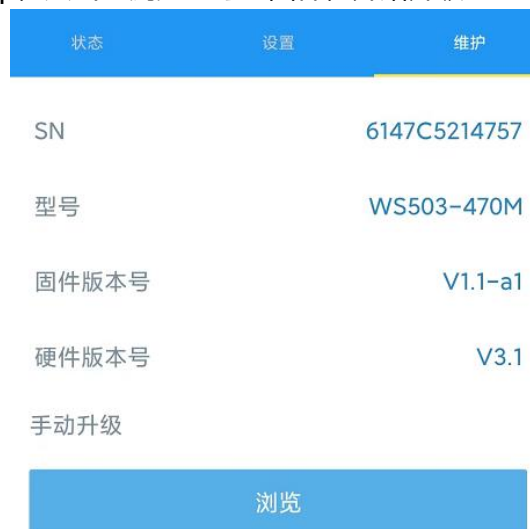 状态 设置 维护
SN 6147C5214757
型号 WS503-470M
固件版本号 V1.1-a1
硬件版本号 V3.1
手动升级
浏览